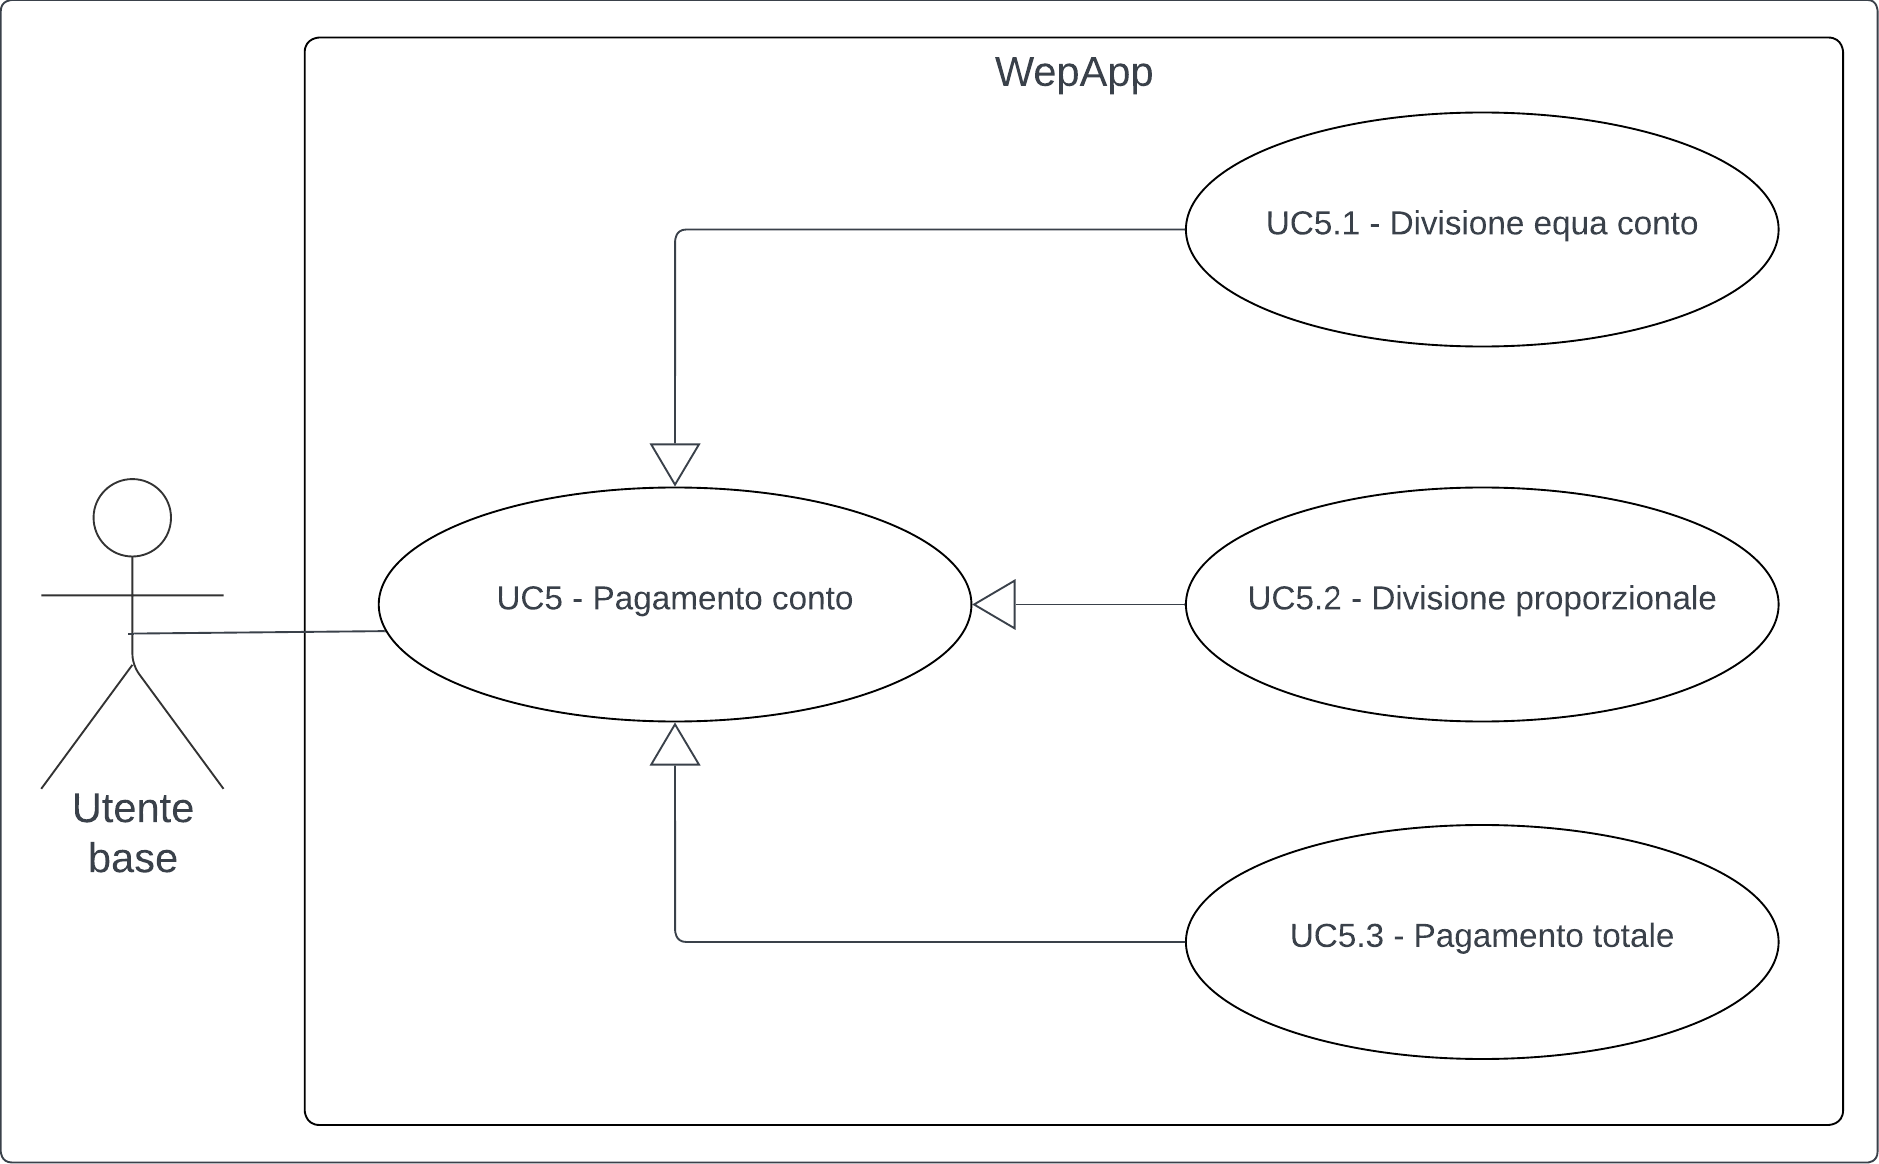 WepApp
UC5.1 - Divisione equa conto
UC5 - Pagamento conto
UC5.2 - Divisione proporzionale
Utente
base
UC5.3 - Pagamento totale